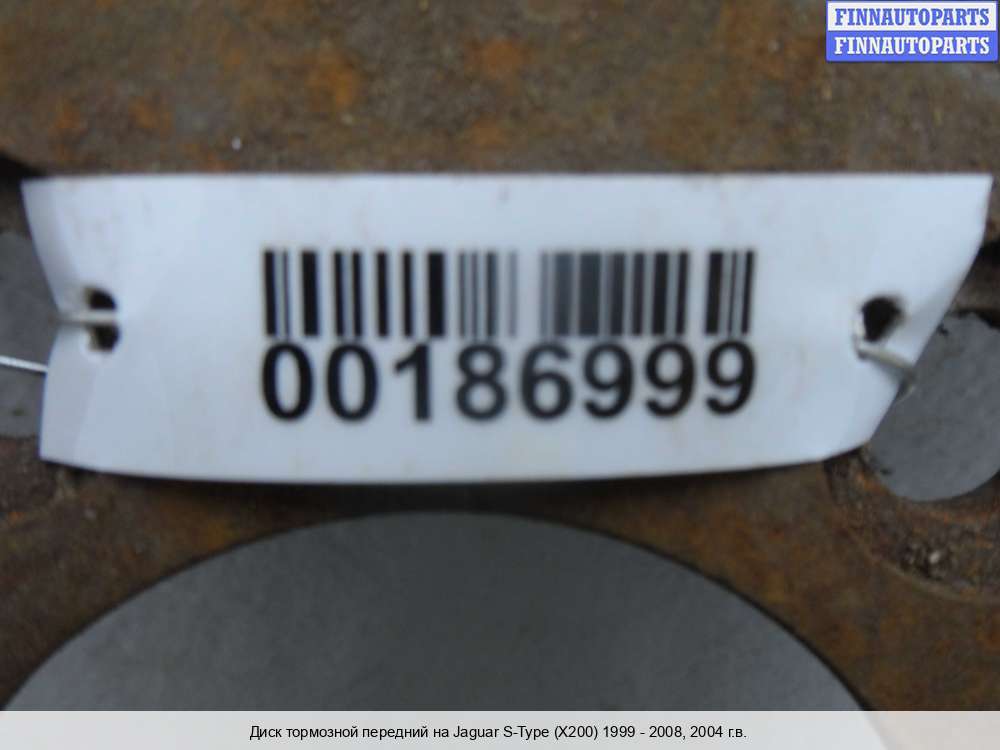 FINNAUTOPARTS
FINNAUTOPARTS
00186999
Диск тормозной передний на Jaguar S-Type (X200) 1999 - 2008, 2004 г.в.